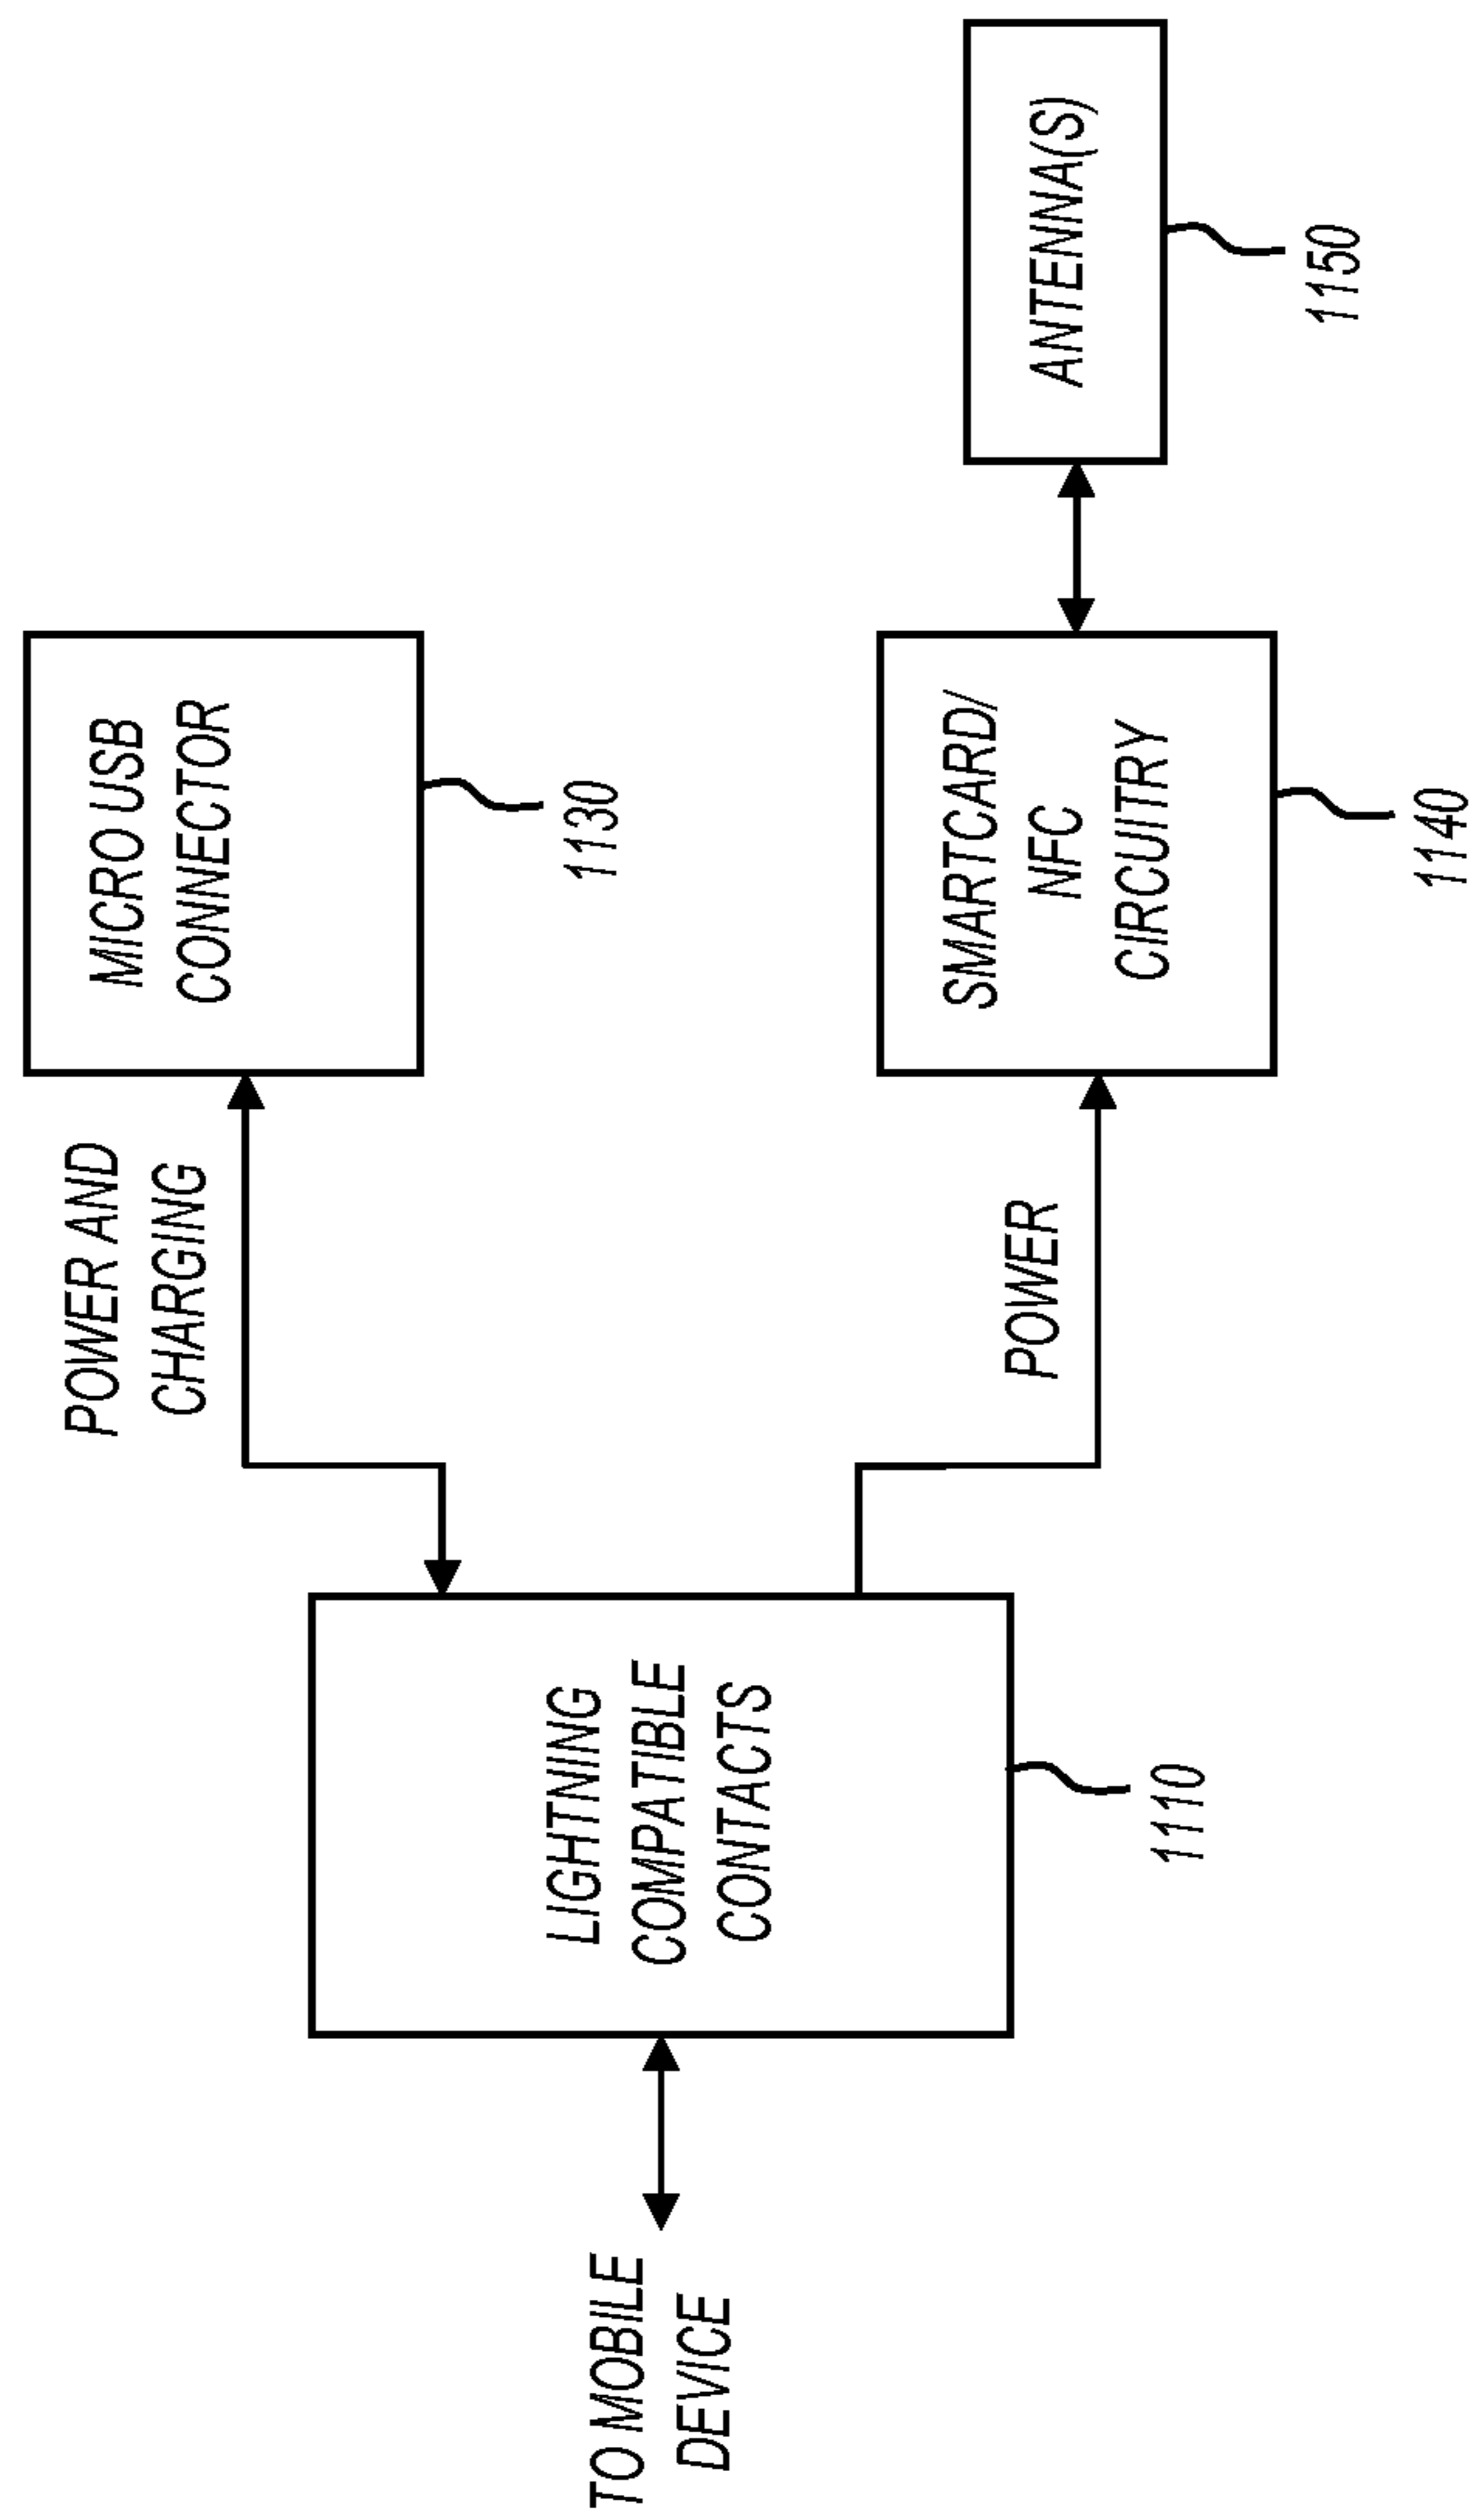 TO MOBILE
DEVICE
LIGHTNING
COMPATIBLE
CONTACTS
1110
POWER AND
CHARGING
MICRO USB
CONNECTOR
1130
POWER
SMARTCARD/
NFC
CIRCUITRY
1140
ANTENNA(S)
1150